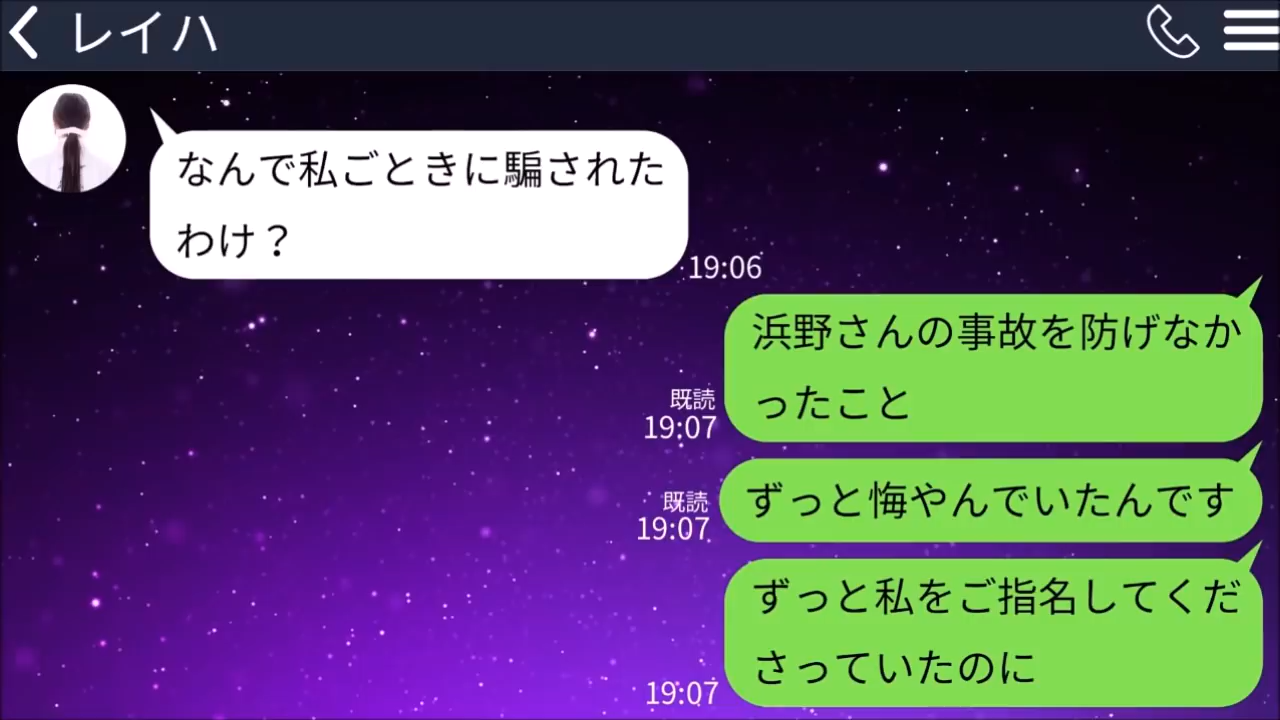 レイハ
なんで私ごときに騙された
わけ？
19:06
浜野さんの事故を防げなか
ったこと
既読
19:07
ずっと悔やんでいたんです
既読
19:07
ずっと私をご指名してくだ
さっていたのに
19:07